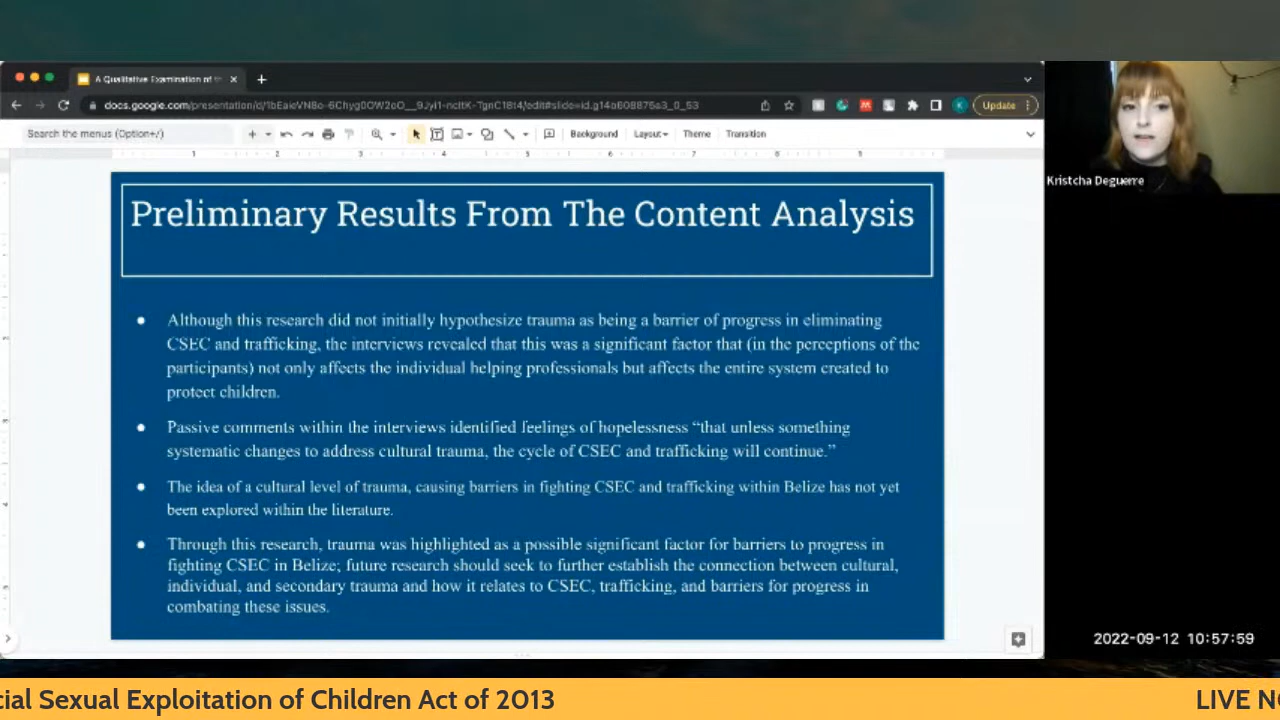 A Qualitative Examination of
docs.google.com/presentation/d/
Update
Search the menus (Option+/)
Background
Layout
Theme
Transition
Kristcha Deguerre
Preliminary Results From The Content Analysis
Although this research did not initially hypothesize trauma as being a barrier of progress in eliminating
CSEC and trafficking, the interviews revealed that this was a significant factor that (in the perceptions of the
participants) not only affects the individual helping professionals but affects the entire system created to
protect children.
Passive comments within the interviews identified feelings of hopelessness “that unless something
systematic changes to address cultural trauma, the cycle of CSEC and trafficking will continue.”
The idea of a cultural level of trauma, causing barriers in fighting CSEC and trafficking within Belize has not yet
been explored within the literature.
Through this research, trauma was highlighted as a possible significant factor for barriers to progress in
fighting CSEC in Belize; future research should seek to further establish the connection between cultural,
individual, and secondary trauma and how it relates to CSEC, trafficking, and barriers for progress in
combating these issues.
2022-09-12 10:57:59
cial Sexual Exploitation of Children Act of 2013
LIVE NO